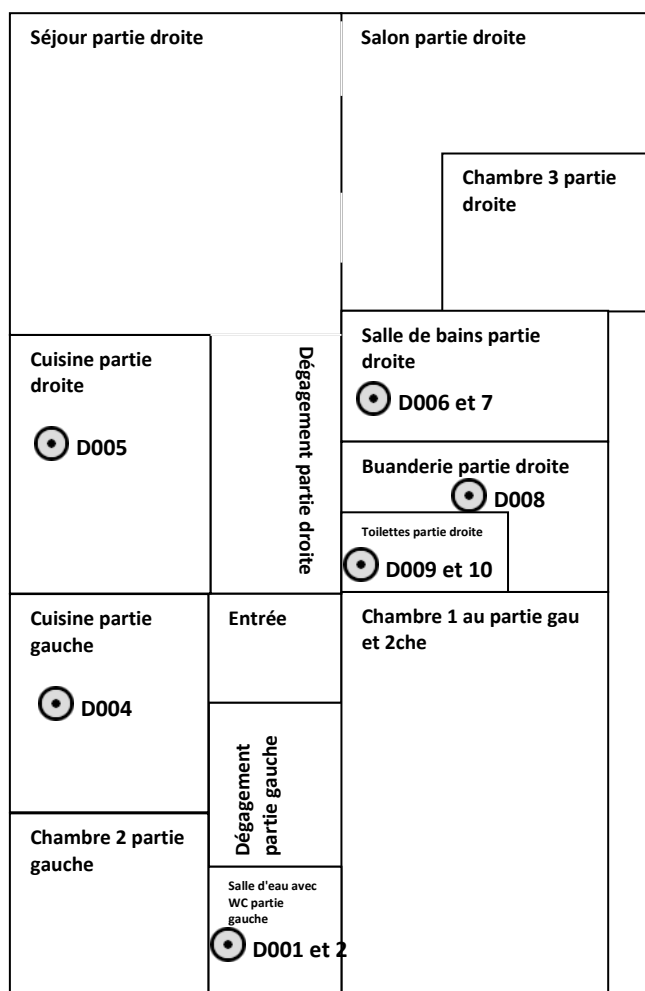 Séjour partie droite
Salon partie droite
Chambre 3 partie
droite
Cuisine partie
droite
D005
Dégagement partie droite
Salle de bains partie
droite
D006 et 7
Buanderie partie droite
D008
Toilettes partie droite
D009 et 10
Cuisine partie
gauche
D004
Entrée
Chambre 1 au partie gau
et 2che
Dégagement
partie gauche
Chambre 2 partie
gauche
Salle d'eau avec
WC partie
gauche
D001 et 2